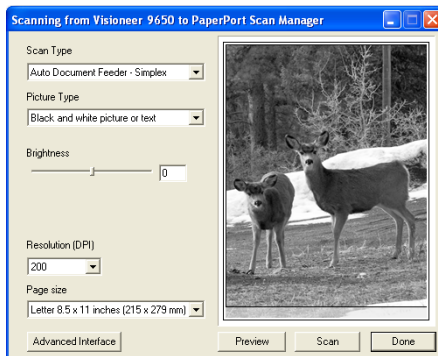 Scanning from Visioneer 9650 to PaperPort Scan Manager
Scan Type
Auto Document Feeder - Simplex
Picture Type
Black and white picture or text
Brightness
0
Resolution (DPI)
200
Page size
Letter 8.5 x 11 inches (215 x 279 mm)
Advanced Interface Preview Scan Done